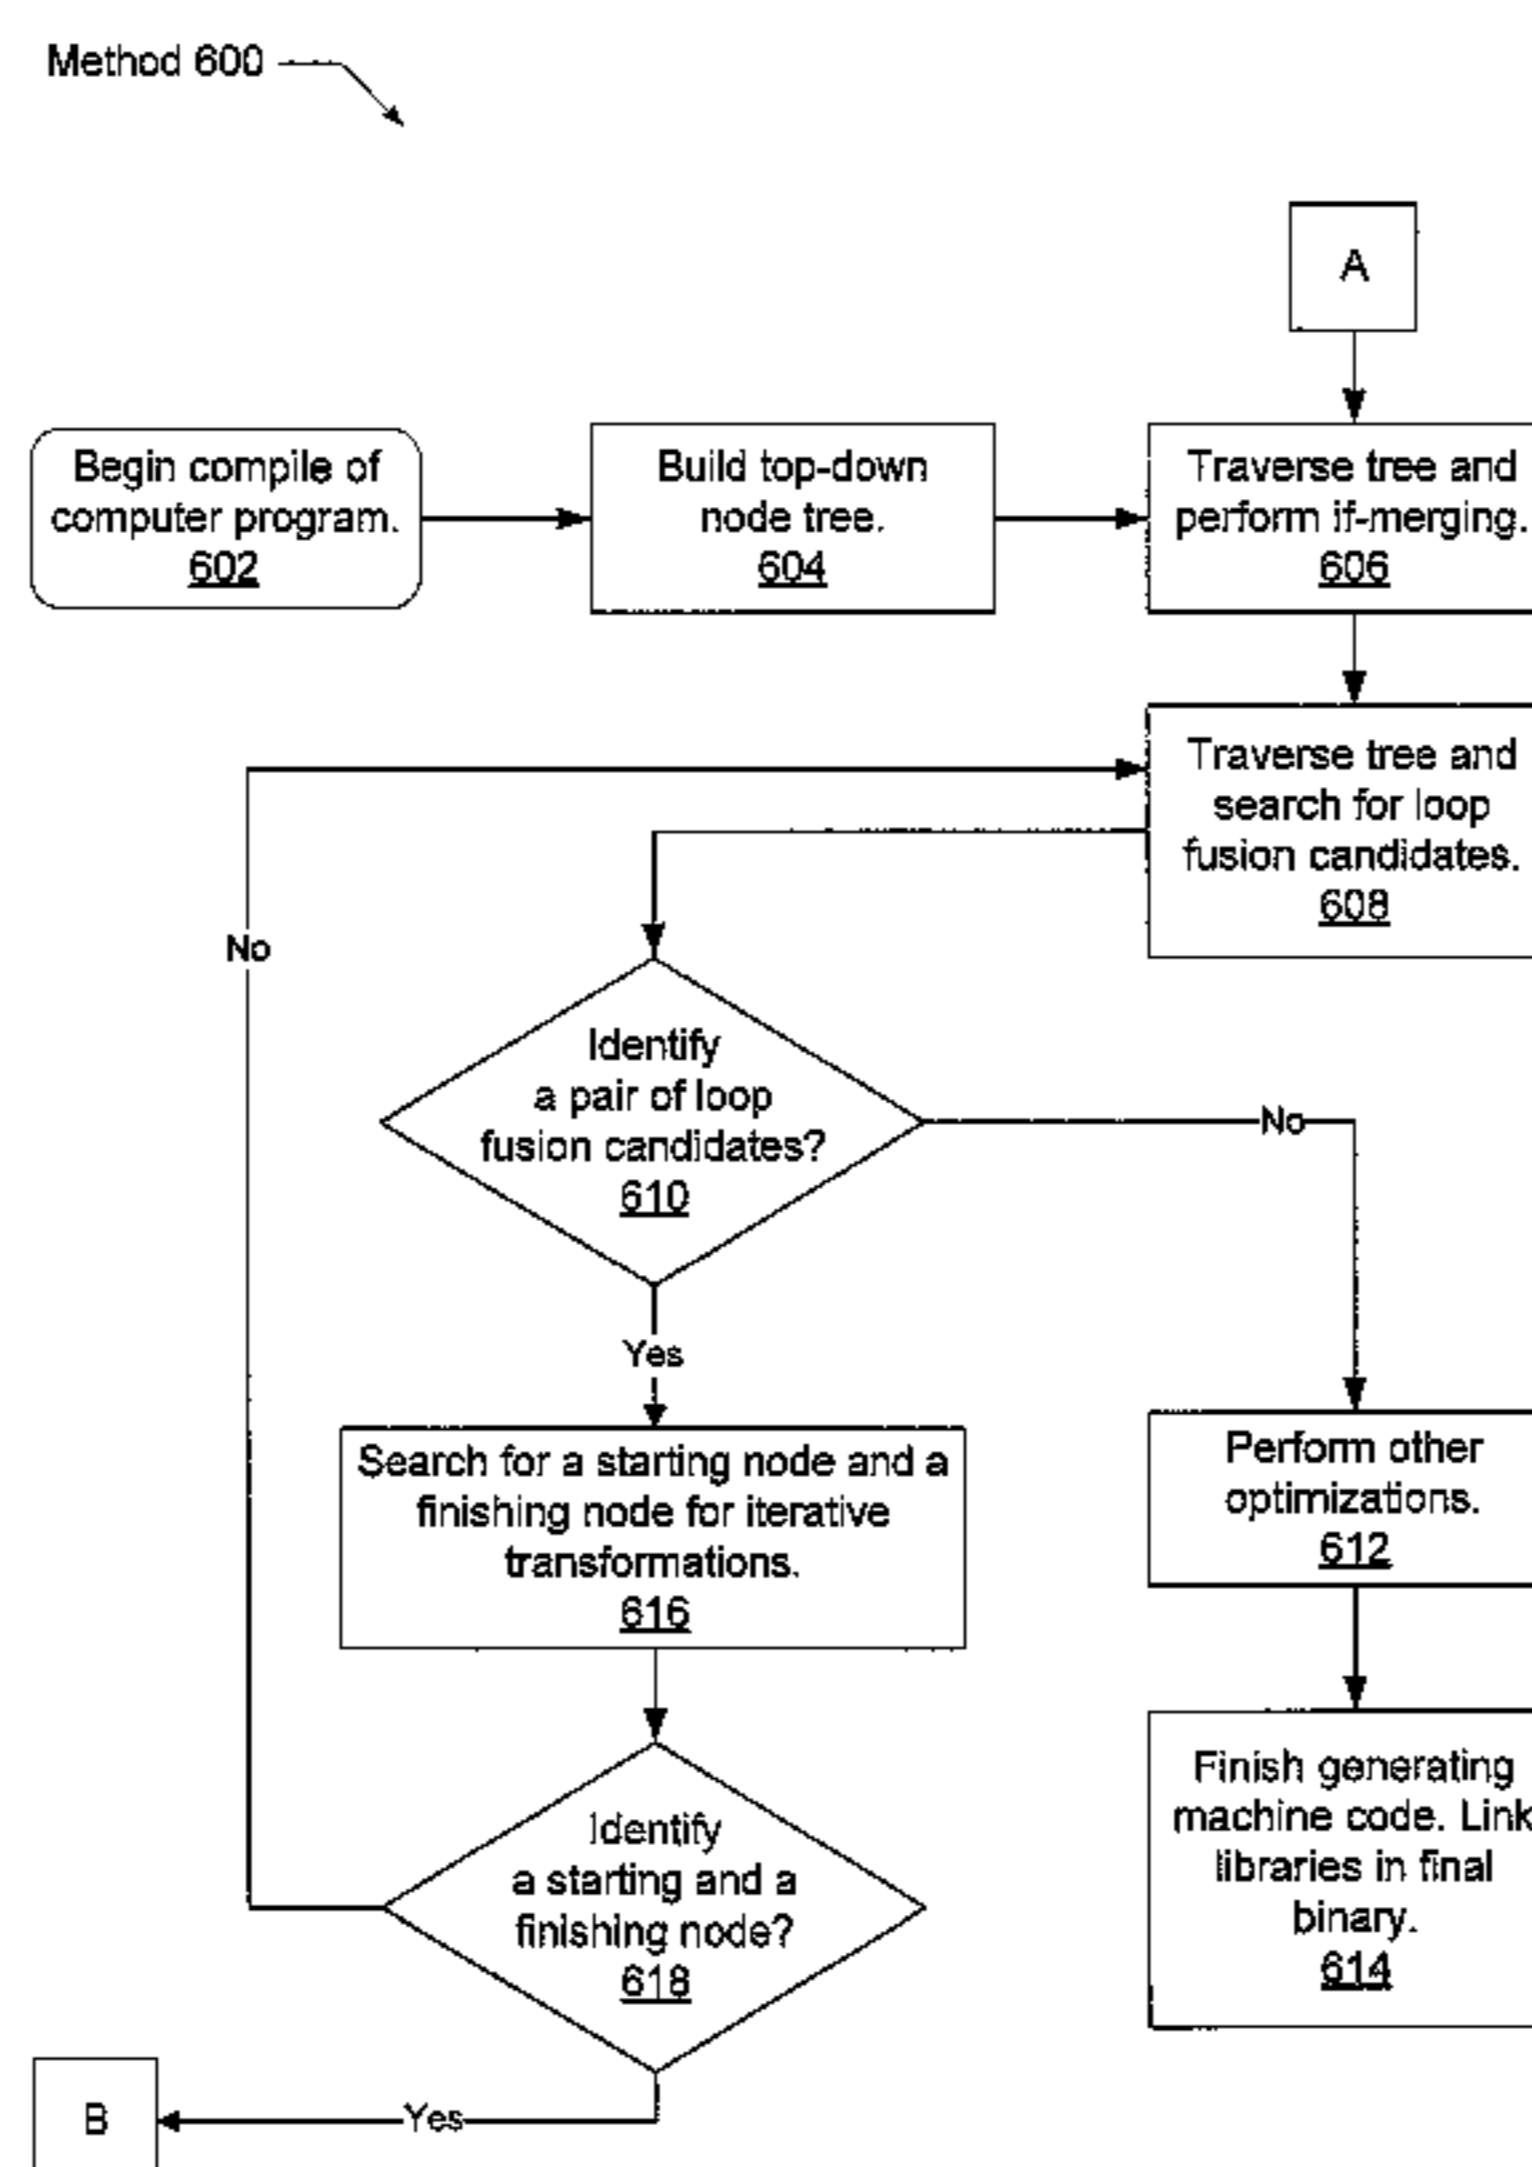 Method 600
A
Begin compile of
computer program.
602
Build top-down
node tree.
604
Traverse tree and
perform if-merging.
606
Traverse tree and
search for loop
fusion candidates.
608
No
Identify
a pair of loop
fusion candidates?
610
No
Yes
Search for a starting node and a
finishing node for iterative
transformations.
616
Perform other
optimizations.
612
Identify
a starting and a
finishing node?
618
Finish generating
machine code. Link
libraries in final
binary.
614
B
Yes